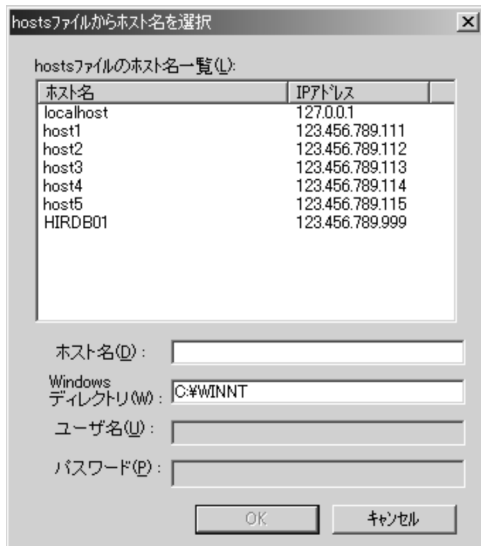 hostsﾌｧｲﾙからﾎｽﾄ名を選択
hostsﾌｧｲﾙのﾎｽﾄ名一覧(L):
ﾎｽﾄ名 IPｱﾄﾞﾚｽ
localhost 127.0.0.1
host1 123.456.789.111
host2 123.456.789.112
host3 123.456.789.113
host4 123.456.789.114
host5 123.456.789.115
HIRDB01 123.456.789.999
ホスト名(D):
Windows
ディレクトリ(W): C:¥WINNT
ユーザ名(U):
パスワード(P):
OK ｷｬﾝｾﾙ